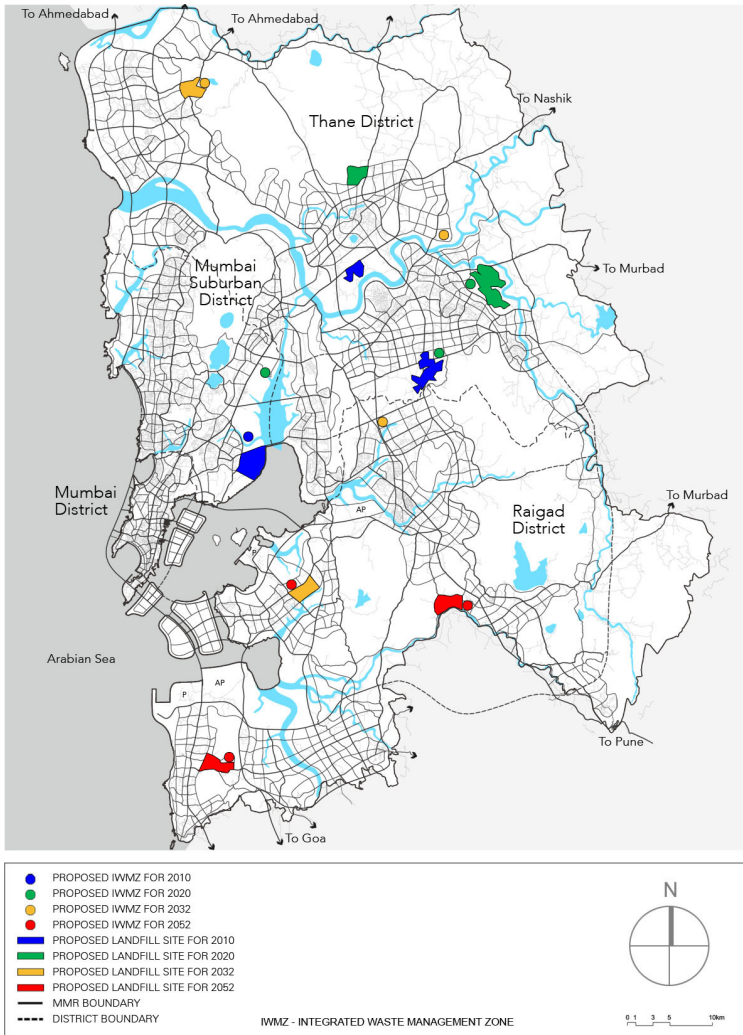 To Ahmedabad
To Ahmedabad
To Nashik
Thane District
To Murbad
Mumbai
Suburban
District
To Murbad
Mumbai
District
AP
Raigad
District
P
Arabian Sea
AP
P
To Pune
To Goa
PROPOSED IWMZ FOR 2010
PROPOSED IWMZ FOR 2020
PROPOSED IWMZ FOR 2032
PROPOSED IWMZ FOR 2052
PROPOSED LANDFILL SITE FOR 2010
PROPOSED LANDFILL SITE FOR 2020
PROPOSED LANDFILL SITE FOR 2032
PROPOSED LANDFILL SITE FOR 2052
MMR BOUNDARY
DISTRICT BOUNDARY
IWMZ - INTEGRATED WASTE MANAGEMENT ZONE
N
0 1 3 5 10km